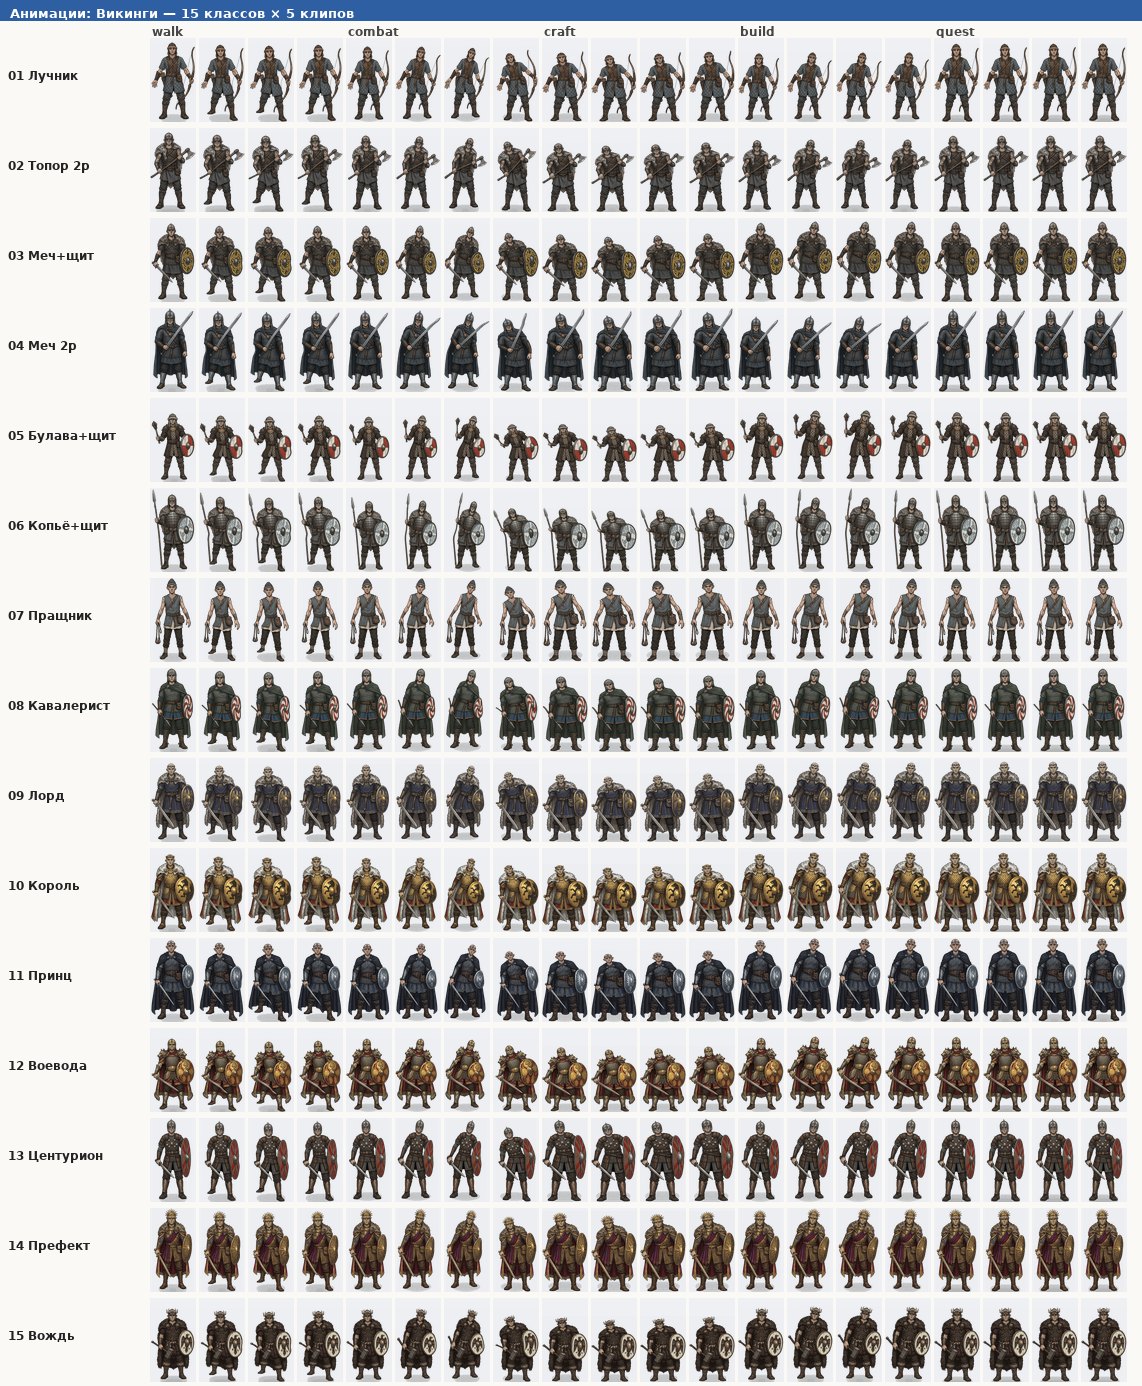 Анимации: Викинги — 15 классов × 5 клипов
walk combat craft build quest
01 Лучник
02 Топор 2р
03 Меч+щит
04 Меч 2р
05 Булава+щит
06 Копьё+щит
07 Пращник
08 Кавалерист
09 Лорд
10 Король
11 Принц
12 Воевода
13 Центурион
14 Префект
15 Вождь